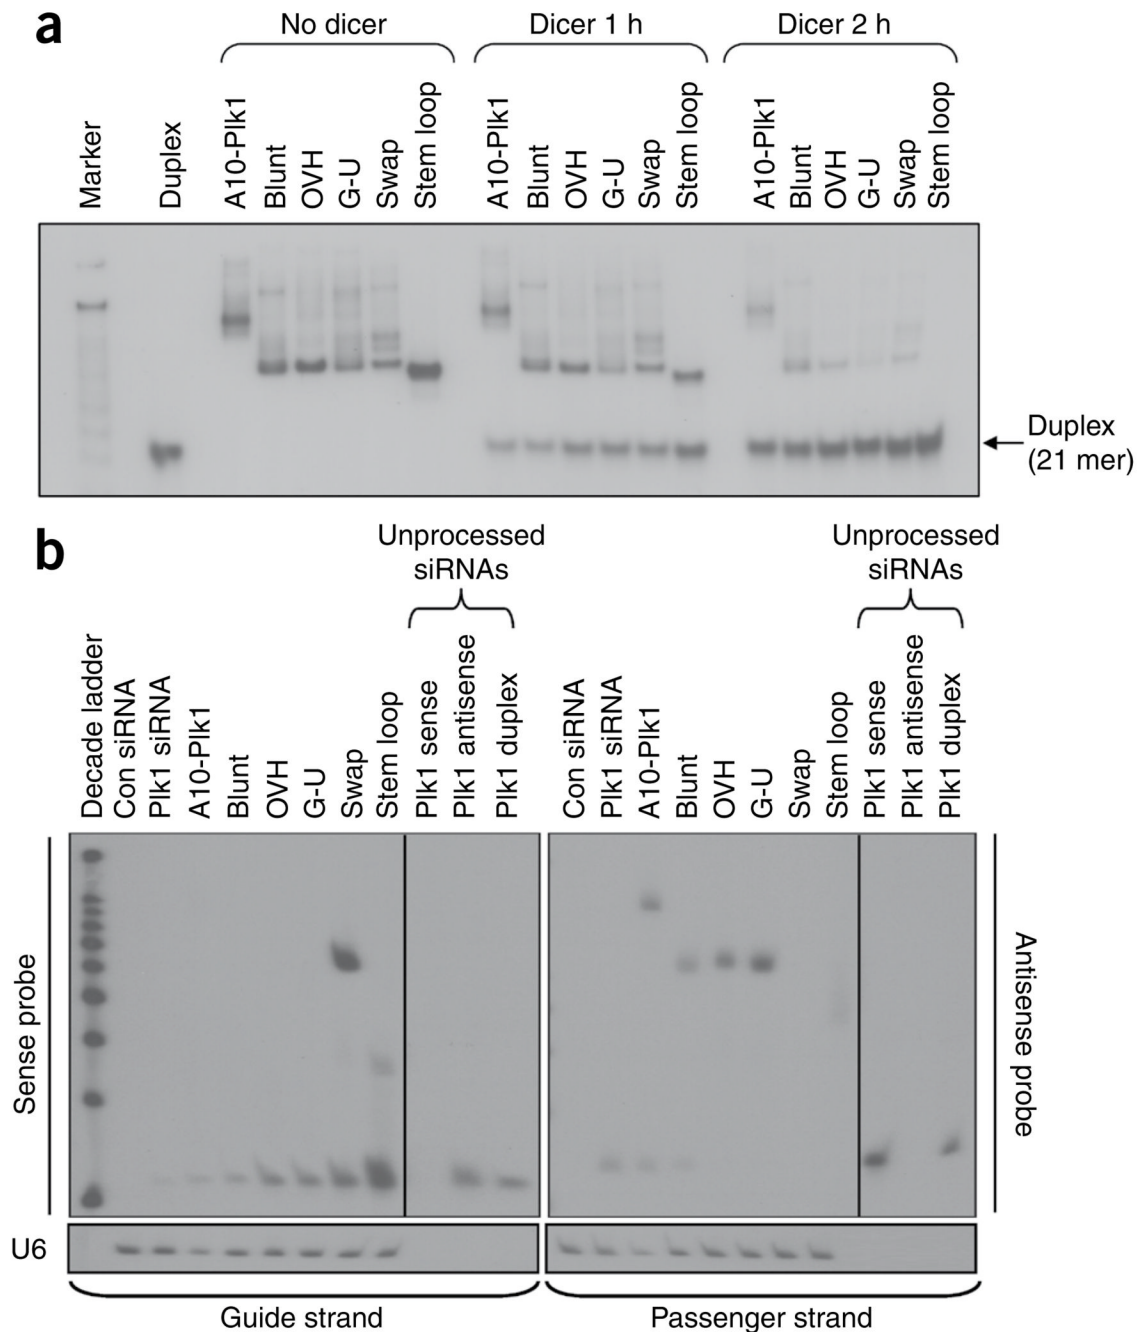 a
No dicer
Dicer 1 h
Dicer 2 h
Marker
Duplex
A10-Plk1
Blunt
OVH
G-U
Swap
Stem loop
A10-Plk1
Blunt
OVH
G-U
Swap
Stem loop
A10-Plk1
Blunt
OVH
G-U
Swap
Stem loop
Duplex
(21 mer)
b
Unprocessed
siRNAs
Unprocessed
siRNAs
Decade ladder
Con siRNA
Plk1 siRNA
A10-Plk1
Blunt
OVH
G-U
Swap
Stem loop
Plk1 sense
Plk1 antisense
Plk1 duplex
Con siRNA
Plk1 siRNA
A10-Plk1
Blunt
OVH
G-U
Swap
Stem loop
Plk1 sense
Plk1 antisense
Plk1 duplex
Sense probe
Antisense probe
U6
Guide strand
Passenger strand